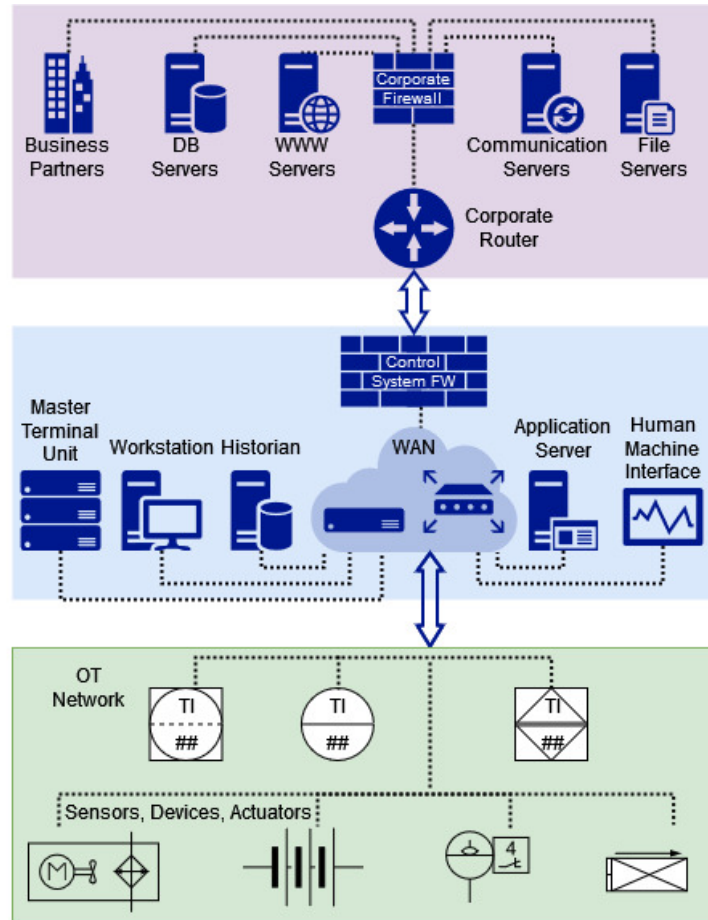 Corporate
Firewall
Business
Partners
DB
Servers
WWW
Servers
Communication
Servers
File
Servers
Corporate
Router
Control
System FW
Master
Terminal
Unit
Workstation
Historian
WAN
Application
Server
Human
Machine
Interface
OT
Network
TI
##
TI
##
TI
##
Sensors, Devices, Actuators
M
4